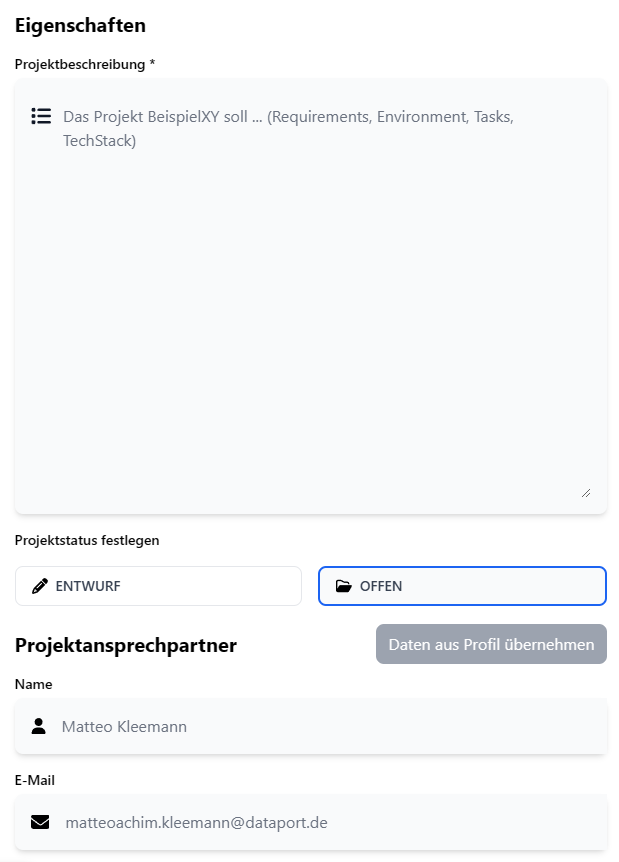 Eigenschaften
Projektbeschreibung *
Das Projekt BeispielXY soll ... (Requirements, Environment, Tasks,
TechStack)
Projektstatus festlegen
ENTWURF
OFFEN
Projektansprechpartner
Daten aus Profil übernehmen
Name
Matteo Kleemann
E-Mail
matteoachim.kleemann@dataport.de